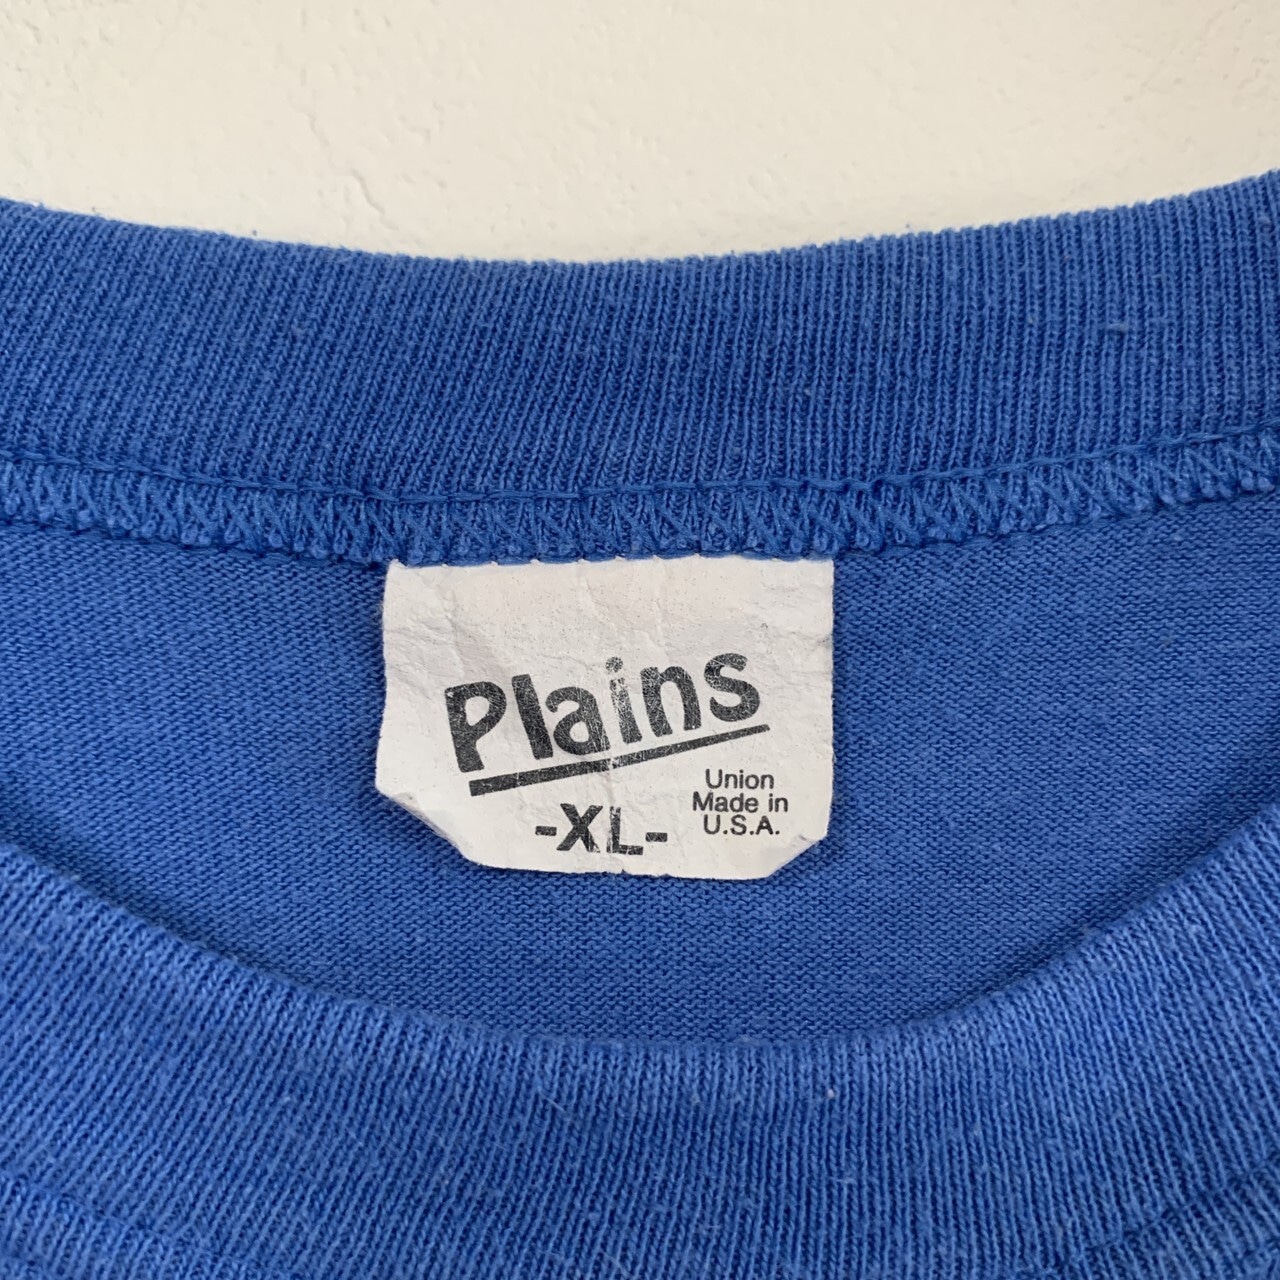 Plains
-XL-
Union
Made in
U.S.A.